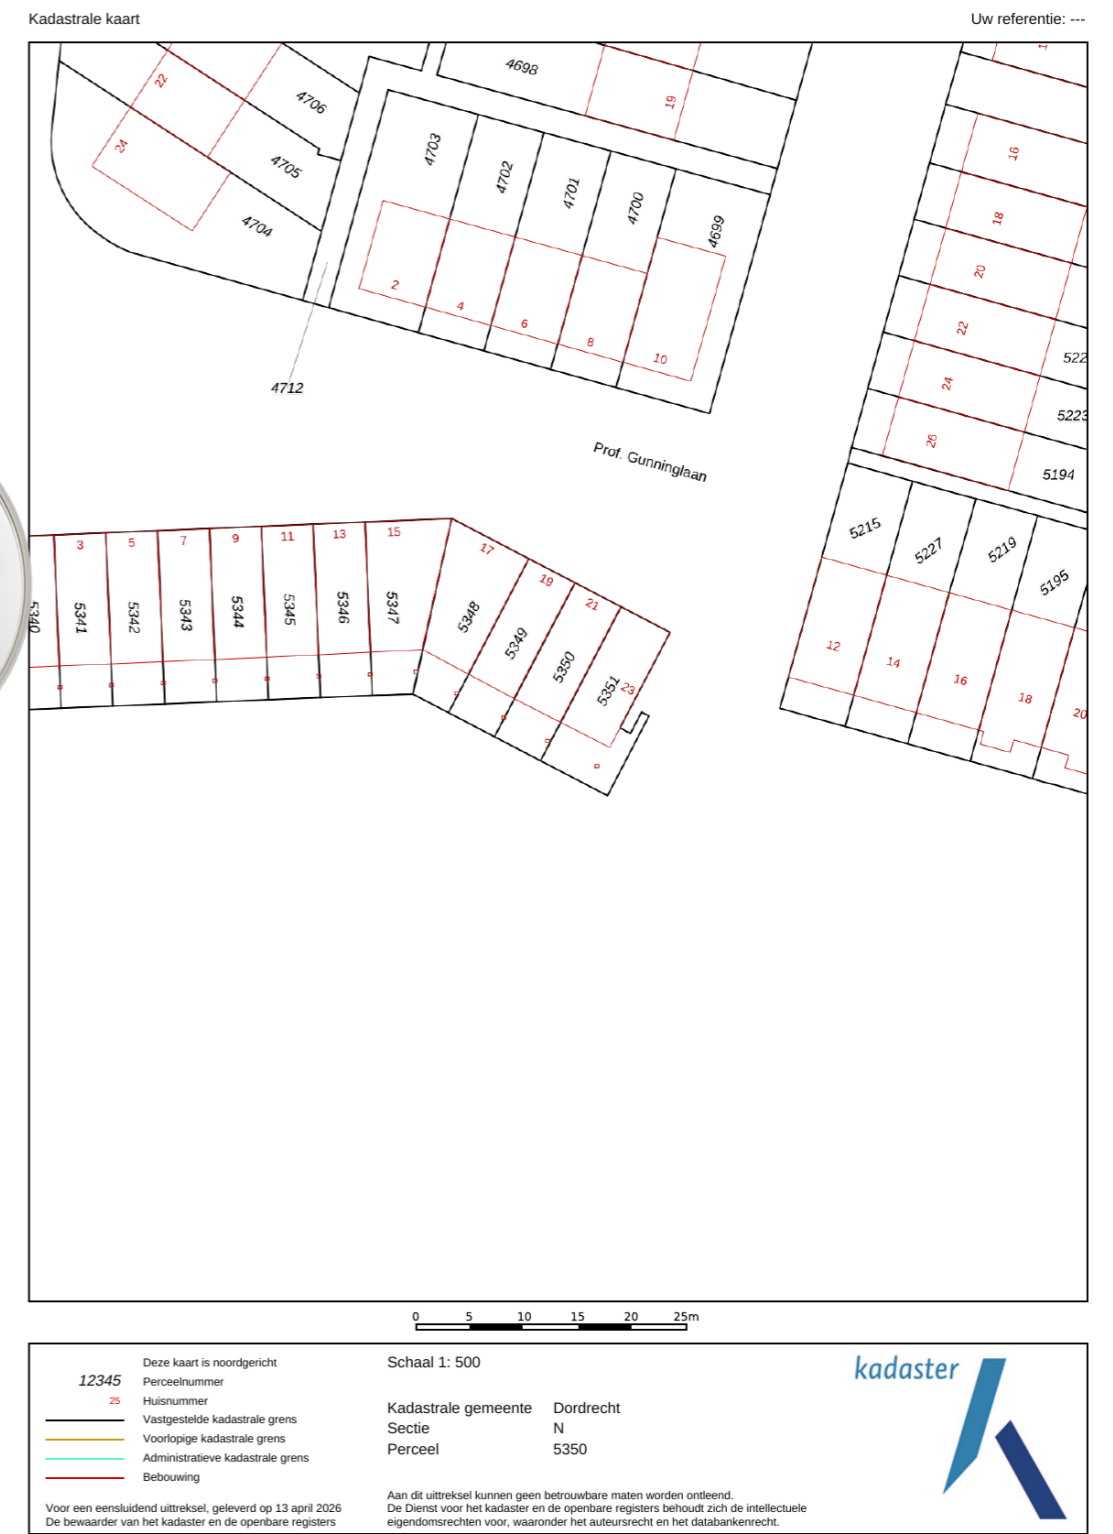 Kadastrale kaart
Uw referentie: ---
4698
19
22
4706
24
4705
4704
4703
4702
4701
4700
4699
2
4
6
8
10
4712
Prof. Gunninglaan
16
18
20
22
24
26
5223
5194
5215
5227
5219
5195
12
14
16
18
20
3
5
7
9
11
13
15
17
19
21
23
5340
5341
5342
5343
5344
5345
5346
5347
5348
5349
5350
5351
0 5 10 15 20 25m
Deze kaart is noordgericht
12345 Perceelnummer
25 Huisnummer
Vastgestelde kadastrale grens
Voorlopige kadastrale grens
Administratieve kadastrale grens
Bebouwing
Voor een eensluidend uittreksel, geleverd op 13 april 2026
De bewaarder van het kadaster en de openbare registers
Schaal 1: 500
Kadastrale gemeente Dordrecht
Sectie N
Perceel 5350
Aan dit uittreksel kunnen geen betrouwbare maten worden ontleend.
De Dienst voor het kadaster en de openbare registers behoudt zich de intellectuele
eigendomsrechten voor, waaronder het auteursrecht en het databankenrecht.
kadaster